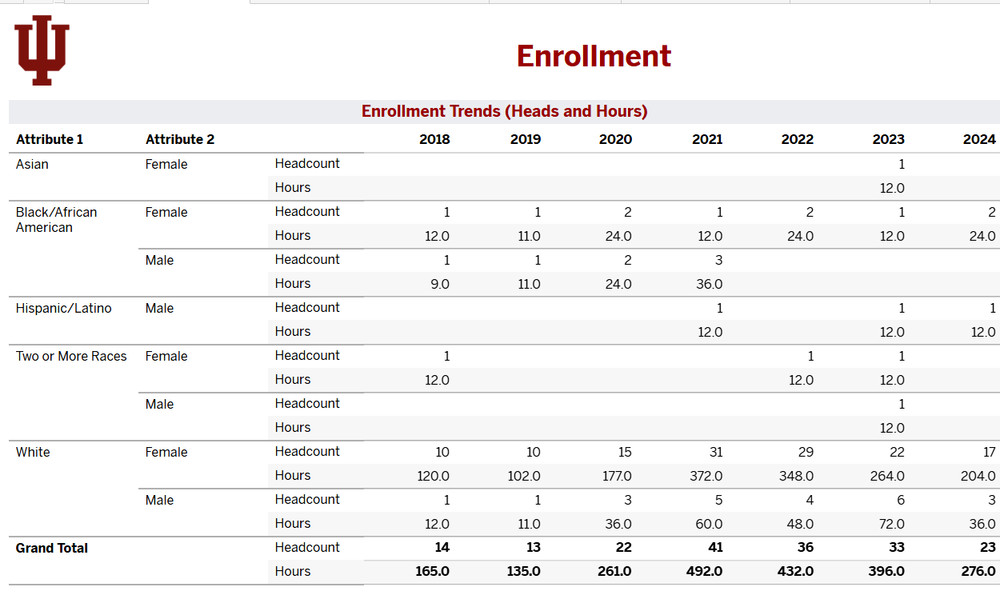 Enrollment
Enrollment Trends (Heads and Hours)
Attribute 1 Attribute 2 2018 2019 2020 2021 2022 2023 2024
Asian Female Headcount 1
Hours 12.0
Black/African American Female Headcount 1 1 2 1 2 1 2
Hours 12.0 11.0 24.0 12.0 24.0 12.0 24.0
Male Headcount 1 1 2 3
Hours 9.0 11.0 24.0 36.0
Hispanic/Latino Male Headcount 1 1 1
Hours 12.0 12.0 12.0
Two or More Races Female Headcount 1 1 1
Hours 12.0 12.0 12.0
Male Headcount 1
Hours 12.0
White Female Headcount 10 10 15 31 29 22 17
Hours 120.0 102.0 177.0 372.0 348.0 264.0 204.0
Male Headcount 1 1 3 5 4 6 3
Hours 12.0 11.0 36.0 60.0 48.0 72.0 36.0
Grand Total Headcount 14 13 22 41 36 33 23
Hours 165.0 135.0 261.0 492.0 432.0 396.0 276.0